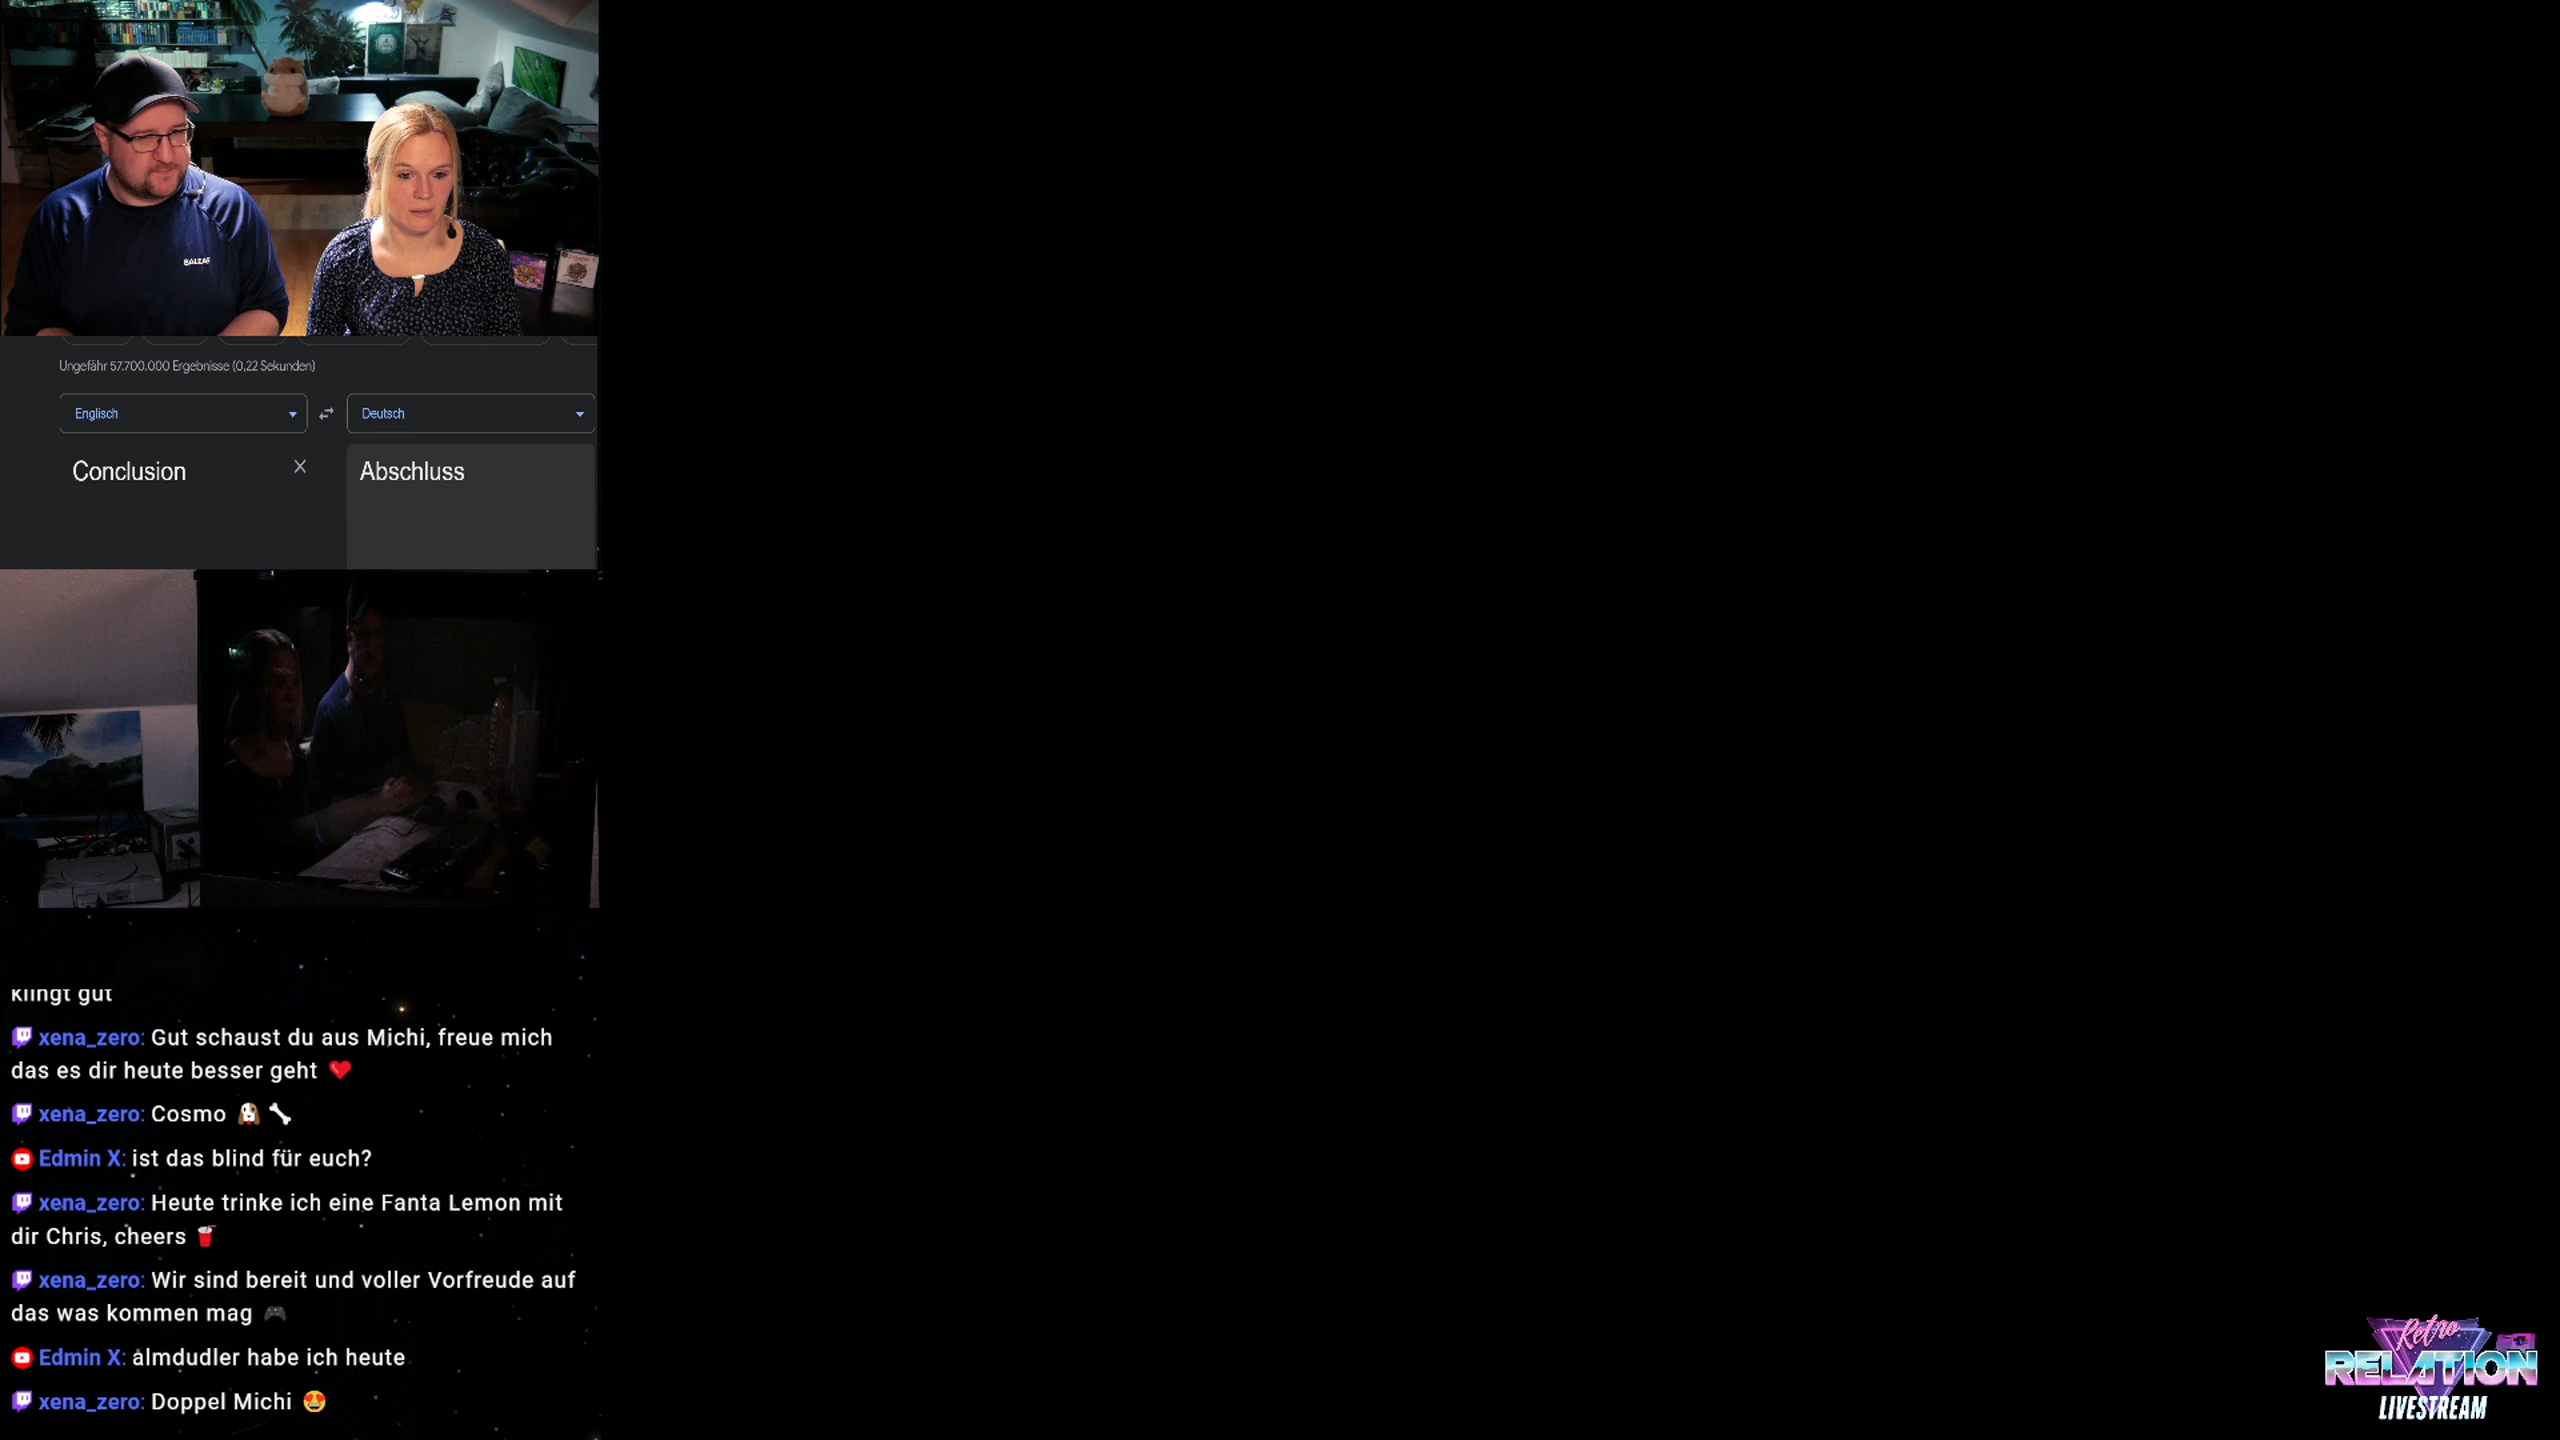 BALZAR
Ungefähr 57.700.000 Ergebnisse (0,22 Sekunden)
Englisch
Deutsch
Conclusion
Abschluss
klingt gut
xena_zero: Gut schaust du aus Michi, freue mich
das es dir heute besser geht ❤️
xena_zero: Cosmo 🐶 🦴
Edmin X: ist das blind für euch?
xena_zero: Heute trinke ich eine Fanta Lemon mit
dir Chris, cheers 🥤
xena_zero: Wir sind bereit und voller Vorfreude auf
das was kommen mag 🎮
Edmin X: almdudler habe ich heute
xena_zero: Doppel Michi 😍
Retro
RELATION
LIVESTREAM